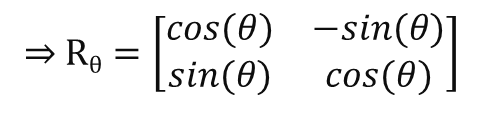 ⇒ R_θ = [cos(θ) −sin(θ)
sin(θ) cos(θ)]